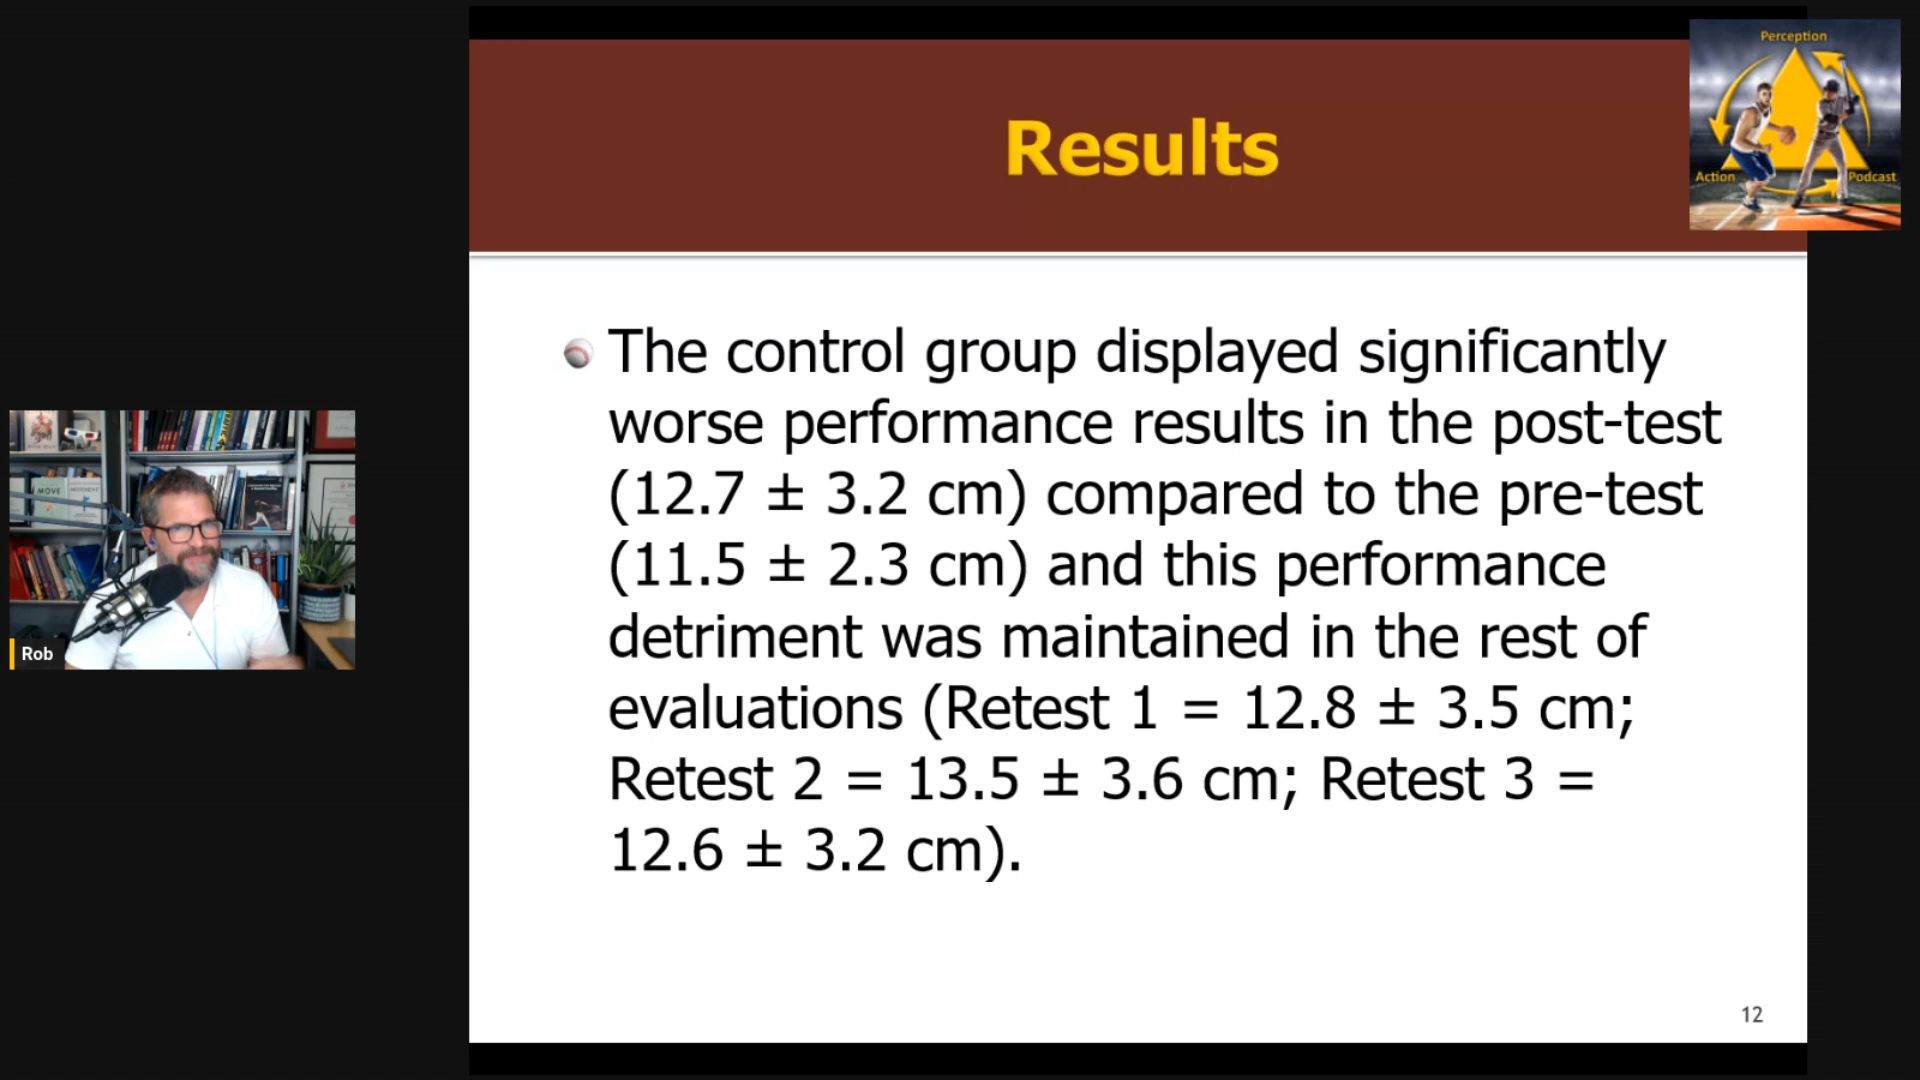 Perception
Action
Podcast
Results
The control group displayed significantly
worse performance results in the post-test
(12.7 ± 3.2 cm) compared to the pre-test
(11.5 ± 2.3 cm) and this performance
detriment was maintained in the rest of
evaluations (Retest 1 = 12.8 ± 3.5 cm;
Retest 2 = 13.5 ± 3.6 cm; Retest 3 =
12.6 ± 3.2 cm).
12
MOVE
Rob